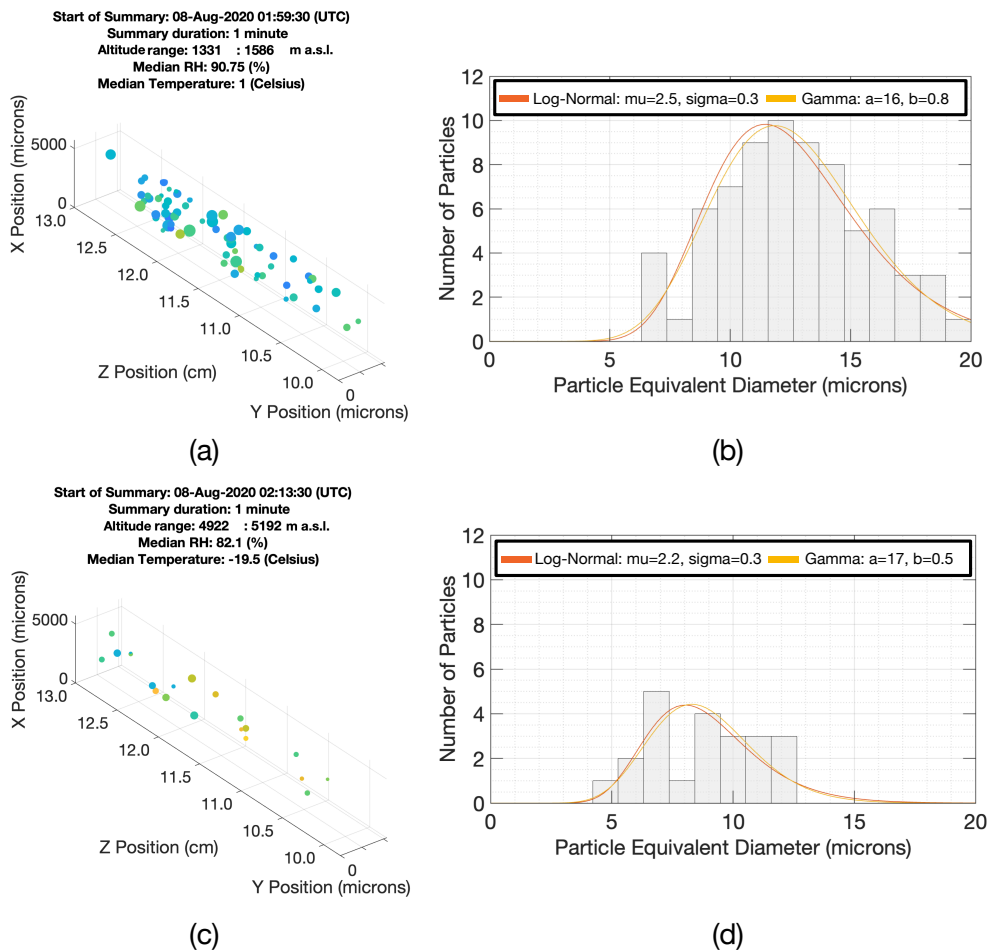 Start of Summary: 08-Aug-2020 01:59:30 (UTC)
Summary duration: 1 minute
Altitude range: 1331 : 1586 m a.s.l.
Median RH: 90.75 (%)
Median Temperature: 1 (Celsius)
X Position (microns)
5000
0
13.0
12.5
12.0
11.5
11.0
10.5
10.0
0
Z Position (cm)
Y Position (microns)
(a)
Log-Normal: mu=2.5, sigma=0.3 Gamma: a=16, b=0.8
Number of Particles
12
10
8
6
4
2
0
0 5 10 15 20
Particle Equivalent Diameter (microns)
(b)
Start of Summary: 08-Aug-2020 02:13:30 (UTC)
Summary duration: 1 minute
Altitude range: 4922 : 5192 m a.s.l.
Median RH: 82.1 (%)
Median Temperature: -19.5 (Celsius)
X Position (microns)
5000
0
13.0
12.5
12.0
11.5
11.0
10.5
10.0
0
Z Position (cm)
Y Position (microns)
(c)
Log-Normal: mu=2.2, sigma=0.3 Gamma: a=17, b=0.5
Number of Particles
12
10
8
6
4
2
0
0 5 10 15 20
Particle Equivalent Diameter (microns)
(d)